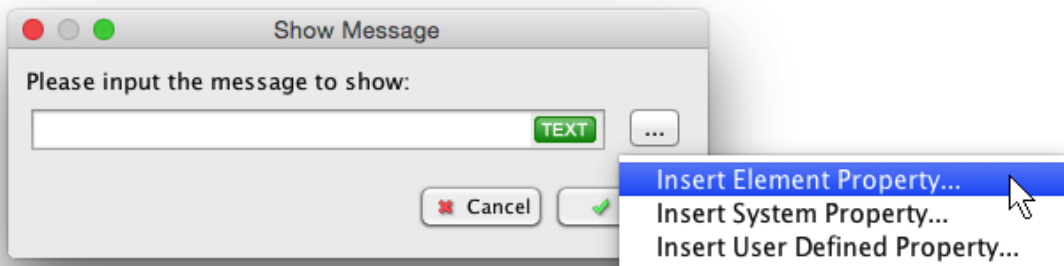 Show Message
Please input the message to show:
TEXT
...
Insert Element Property...
Cancel
Insert System Property...
Insert User Defined Property...